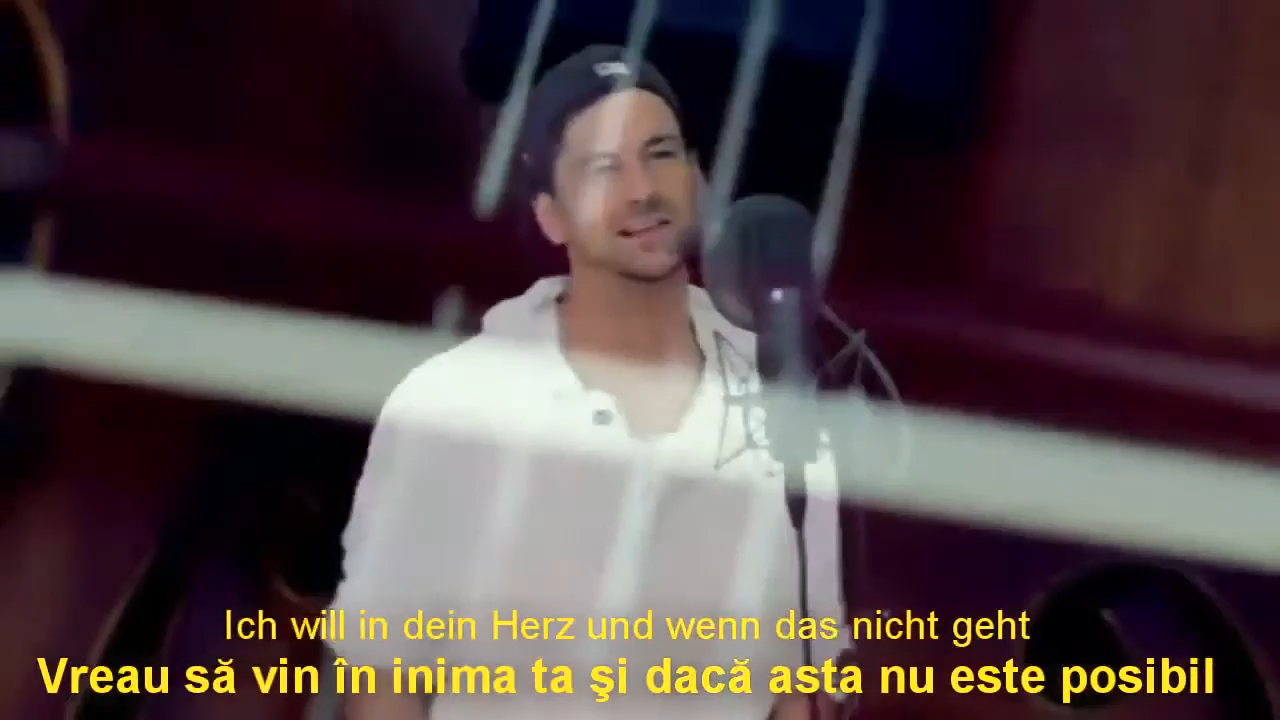 Ich will in dein Herz und wenn das nicht geht
Vreau să vin în inima ta şi dacă asta nu este posibil